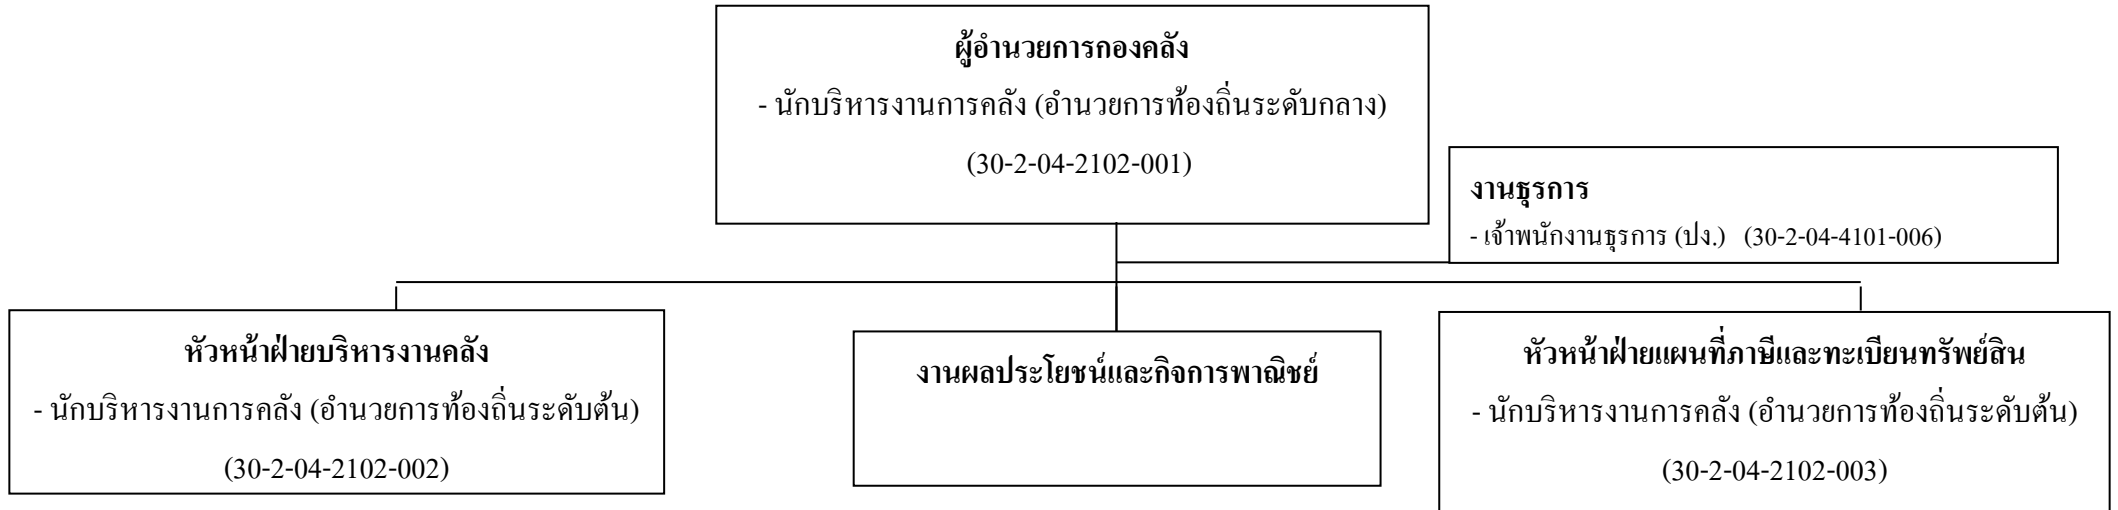 ผู้อำนวยการกองคลัง
- นักบริหารงานการคลัง (อำนวยการท้องถิ่นระดับกลาง)
(30-2-04-2102-001)
งานธุรการ
- เจ้าพนักงานธุรการ (ปง.) (30-2-04-4101-006)
หัวหน้าฝ่ายบริหารงานคลัง
- นักบริหารงานการคลัง (อำนวยการท้องถิ่นระดับต้น)
(30-2-04-2102-002)
งานผลประโยชน์และกิจการพาณิชย์
หัวหน้าฝ่ายแผนที่ภาษีและทะเบียนทรัพย์สิน
- นักบริหารงานการคลัง (อำนวยการท้องถิ่นระดับต้น)
(30-2-04-2102-003)